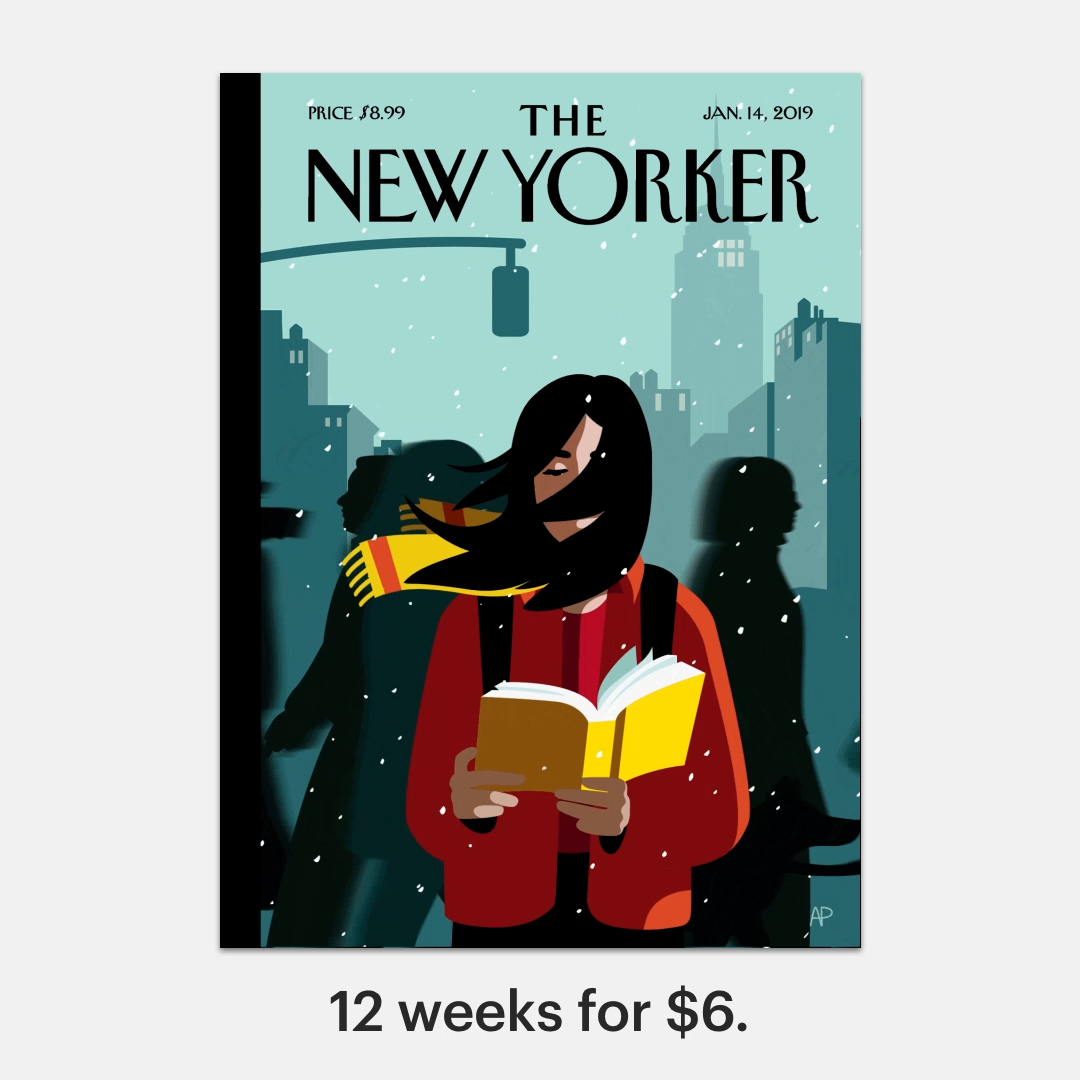 PRICE $8.99
THE
JAN. 14, 2019
NEW YORKER
AP
12 weeks for $6.